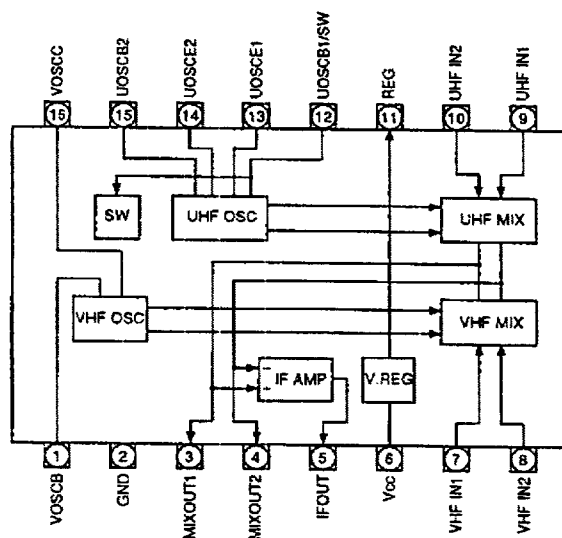 VOSCC
UOSCB2
UOSCE2
UOSCE1
UOSCB1/SW
REG
UHF IN2
UHF IN1
16
15
14
13
12
11
10
9
SW
UHF OSC
UHF MIX
VHF OSC
VHF MIX
IF AMP
V.REG
1
2
3
4
5
6
7
8
VOSCB
GND
MIXOUT1
MIXOUT2
IFOUT
Vcc
VHF IN1
VHF IN2